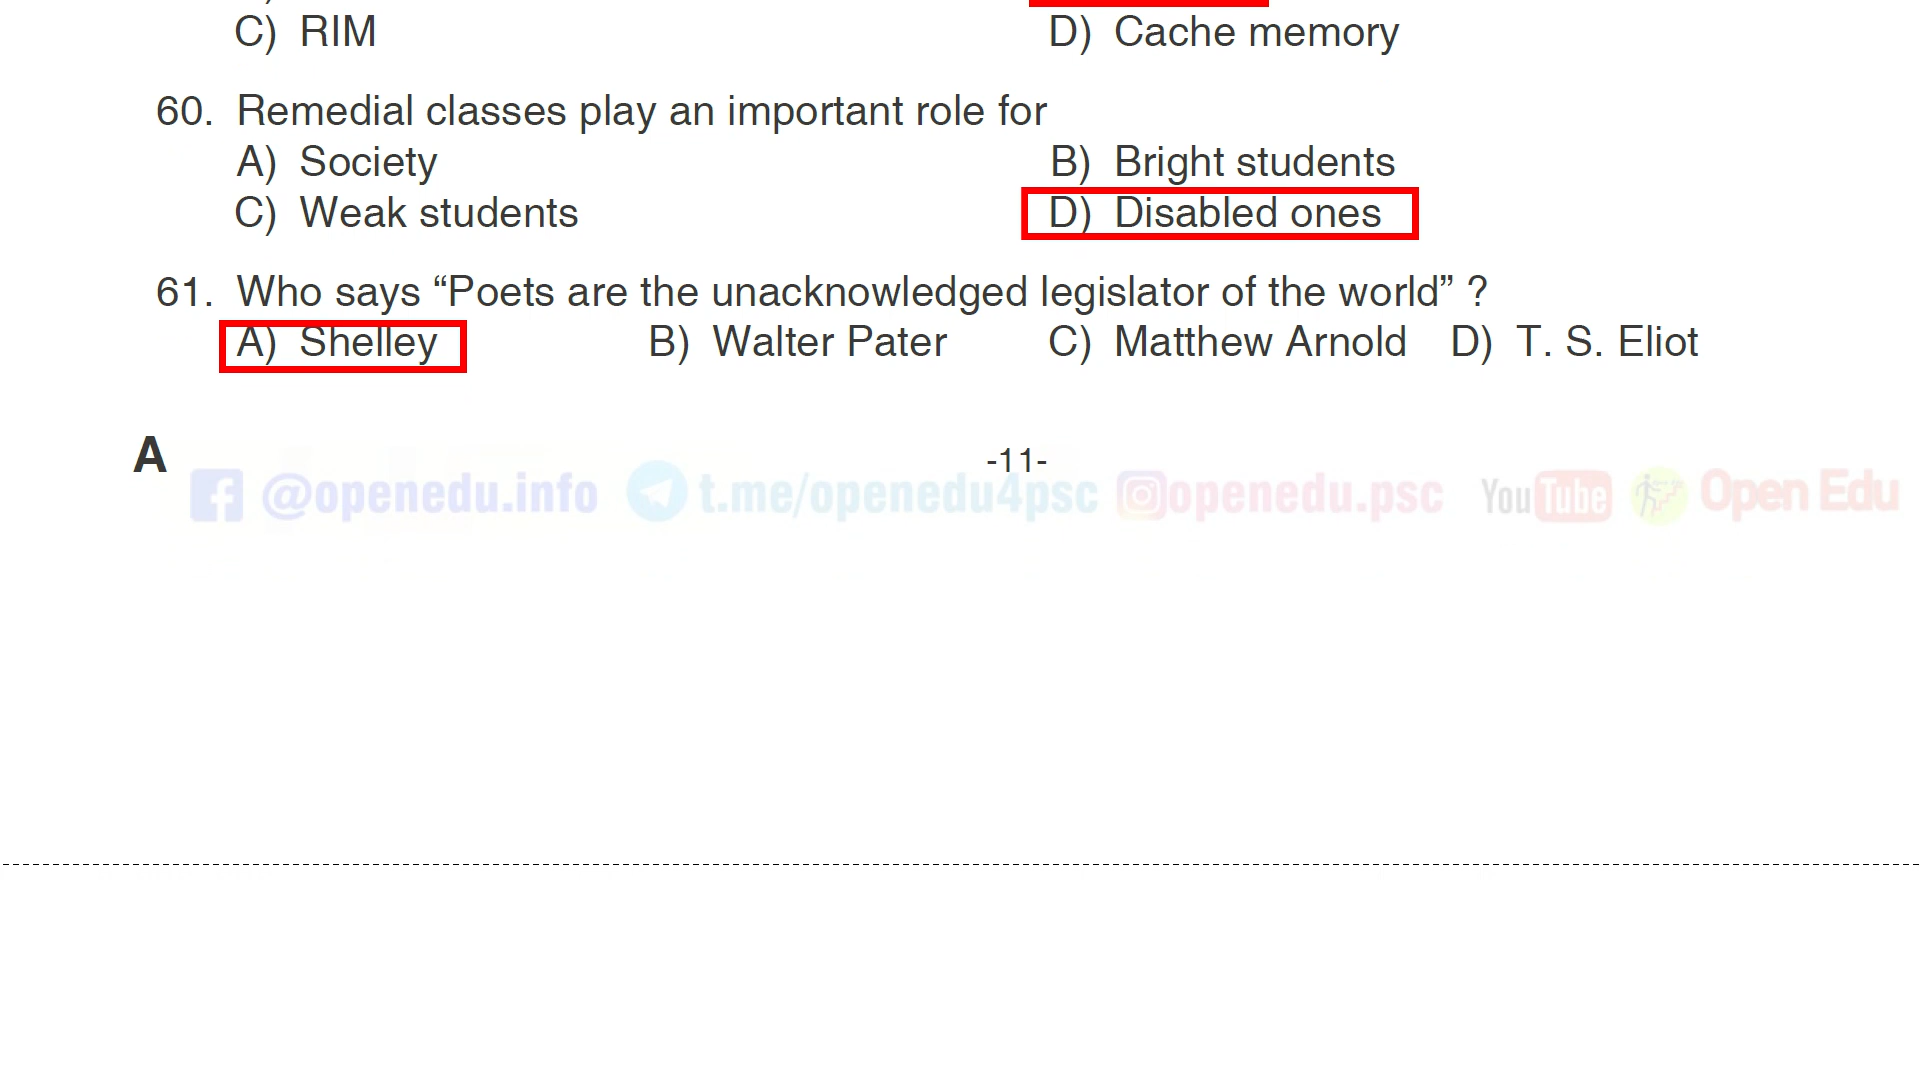 C) RIM D) Cache memory
60. Remedial classes play an important role for
A) Society B) Bright students
C) Weak students D) Disabled ones
61. Who says “Poets are the unacknowledged legislator of the world” ?
A) Shelley B) Walter Pater C) Matthew Arnold D) T. S. Eliot
A -11-
@openedu.info t.me/openedu4psc openedu.psc YouTube Open Edu